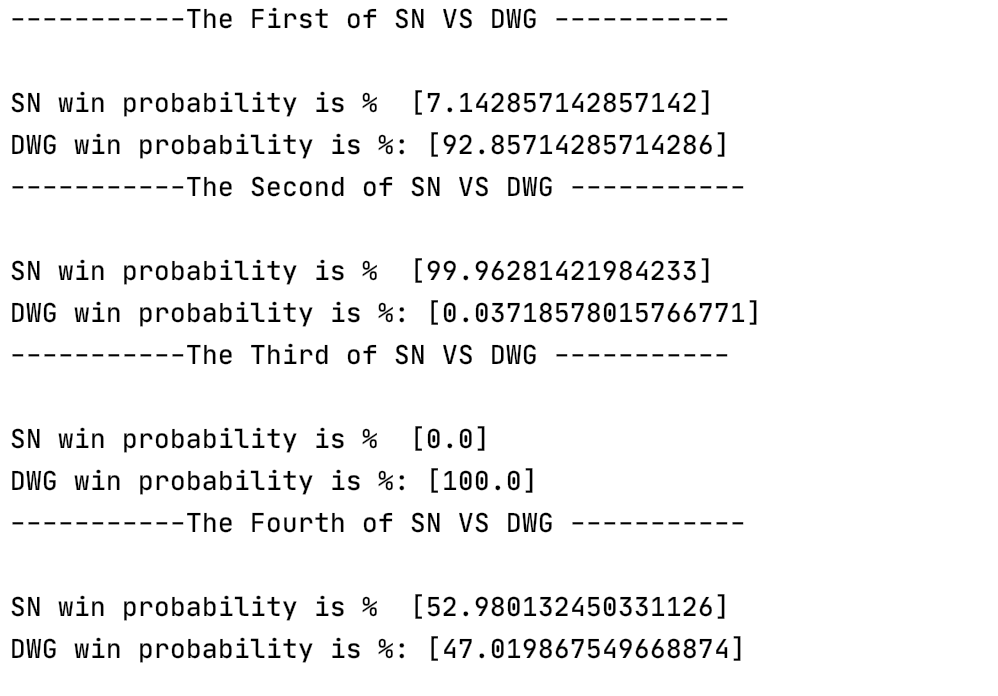 -----------The First of SN VS DWG -----------
SN win probability is %  [7.142857142857142]
DWG win probability is %: [92.85714285714286]
-----------The Second of SN VS DWG -----------
SN win probability is %  [99.96281421984233]
DWG win probability is %: [0.03718578015766771]
-----------The Third of SN VS DWG -----------
SN win probability is %  [0.0]
DWG win probability is %: [100.0]
-----------The Fourth of SN VS DWG -----------
SN win probability is %  [52.980132450331126]
DWG win probability is %: [47.019867549668874]